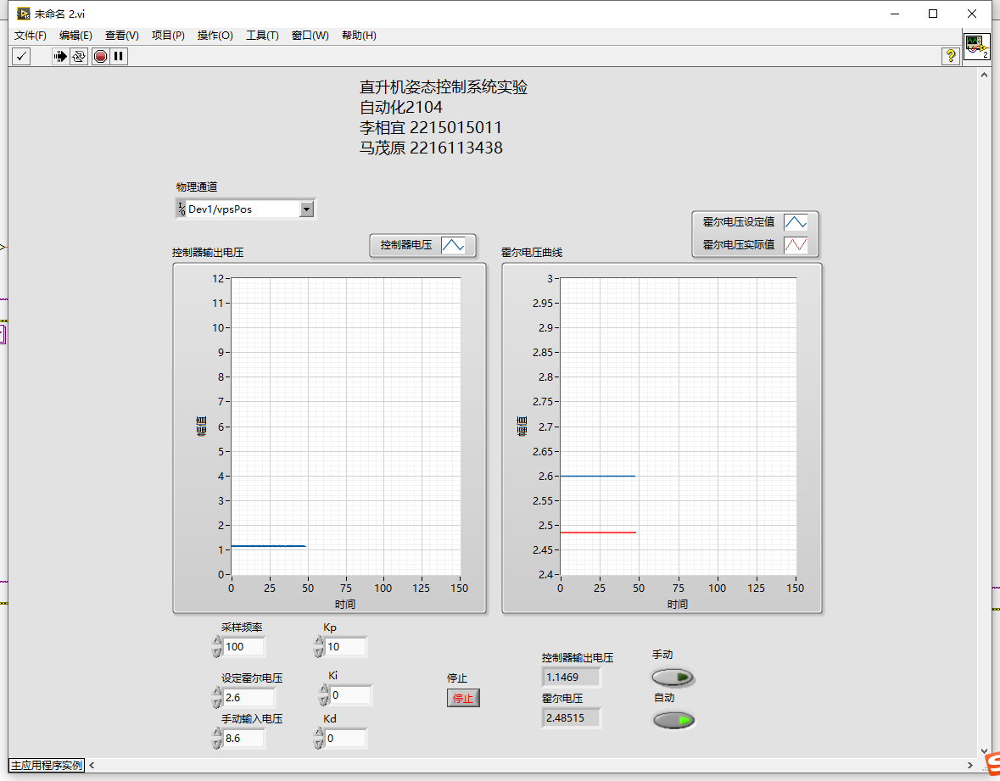 未命名 2.vi
文件(F) 编辑(E) 查看(V) 项目(P) 操作(O) 工具(T) 窗口(W) 帮助(H)
?
2
直升机姿态控制系统实验
自动化2104
李相宜 2215015011
马茂原 2216113438
物理通道
I/O Dev1/vpsPos
控制器输出电压
控制器电压
12
11
10
9
8
7
6
5
4
3
2
1
0
幅值
0 25 50 75 100 125 150
时间
霍尔电压曲线
霍尔电压设定值
霍尔电压实际值
3
2.95
2.9
2.85
2.8
2.75
2.7
2.65
2.6
2.55
2.5
2.45
2.4
幅值
0 25 50 75 100 125 150
时间
采样频率
100
设定霍尔电压
2.6
手动输入电压
8.6
Kp
10
Ki
0
Kd
0
停止
停止
控制器输出电压
1.1469
霍尔电压
2.48515
手动
自动
主应用程序实例